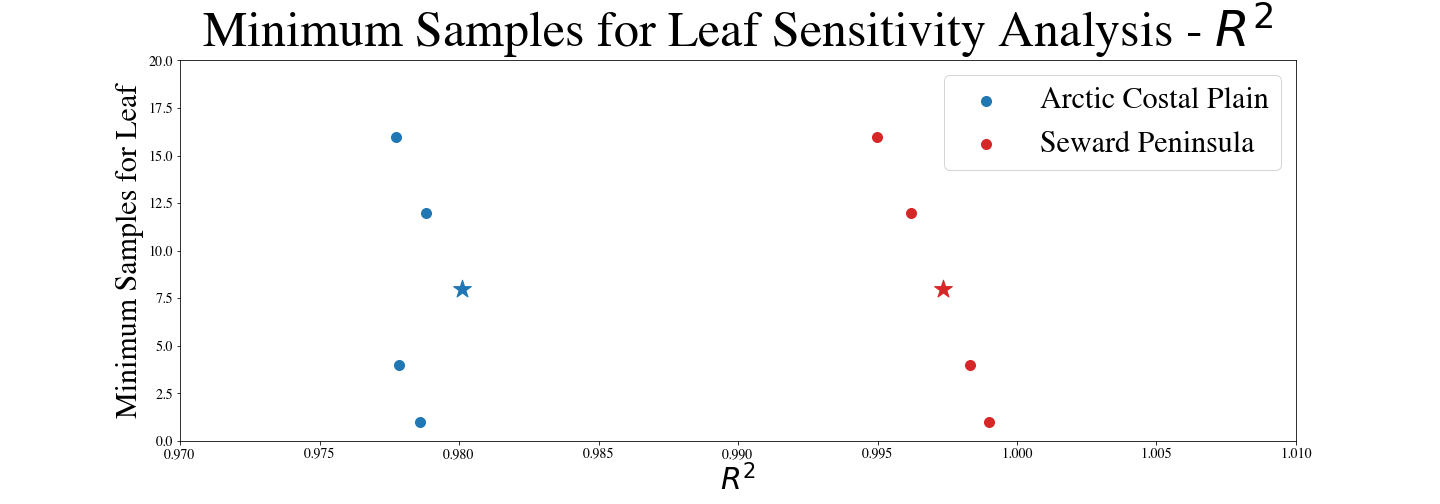 Minimum Samples for Leaf Sensitivity Analysis - R²
Minimum Samples for Leaf
20.0
17.5
15.0
12.5
10.0
7.5
5.0
2.5
0.0
Arctic Costal Plain
Seward Peninsula
0.970 0.975 0.980 0.985 0.990 0.995 1.000 1.005 1.010
R²